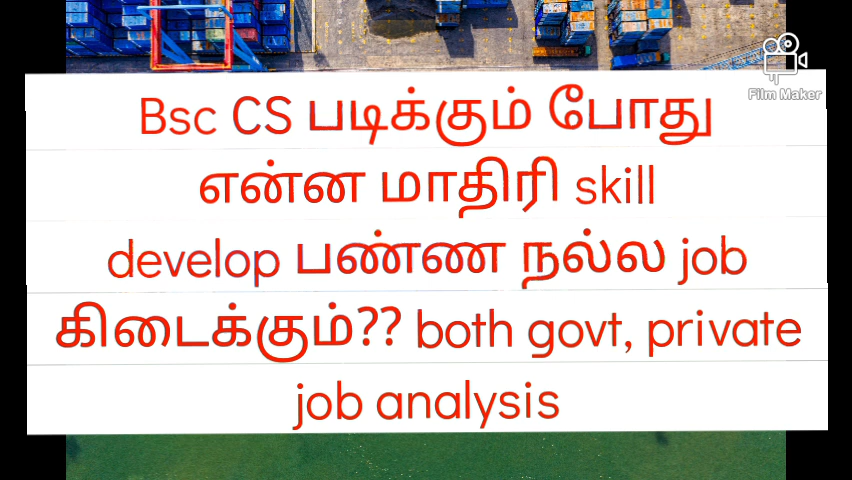 Film Maker
Bsc CS படிக்கும் போது
என்ன மாதிரி skill
develop பண்ண நல்ல job
கிடைக்கும்?? both govt, private
job analysis